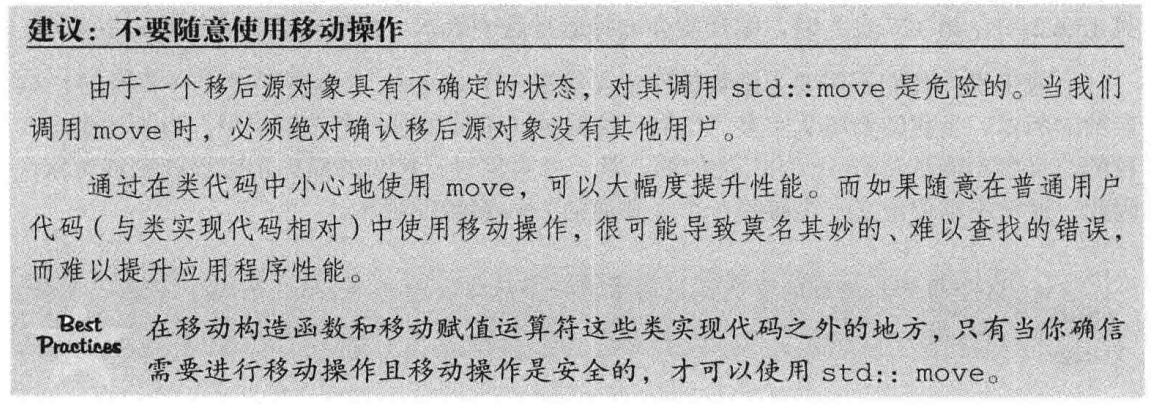 建议：不要随意使用移动操作
由于一个移后源对象具有不确定的状态，对其调用 std::move 是危险的。当我们
调用 move 时，必须绝对确认移后源对象没有其他用户。
通过在类代码中小心地使用 move，可以大幅度提升性能。而如果随意在普通用户
代码（与类实现代码相对）中使用移动操作，很可能导致莫名其妙的、难以查找的错误，
而难以提升应用程序性能。
Best
Practices
在移动构造函数和移动赋值运算符这些类实现代码之外的地方，只有当你确信
需要进行移动操作且移动操作是安全的，才可以使用 std:: move。